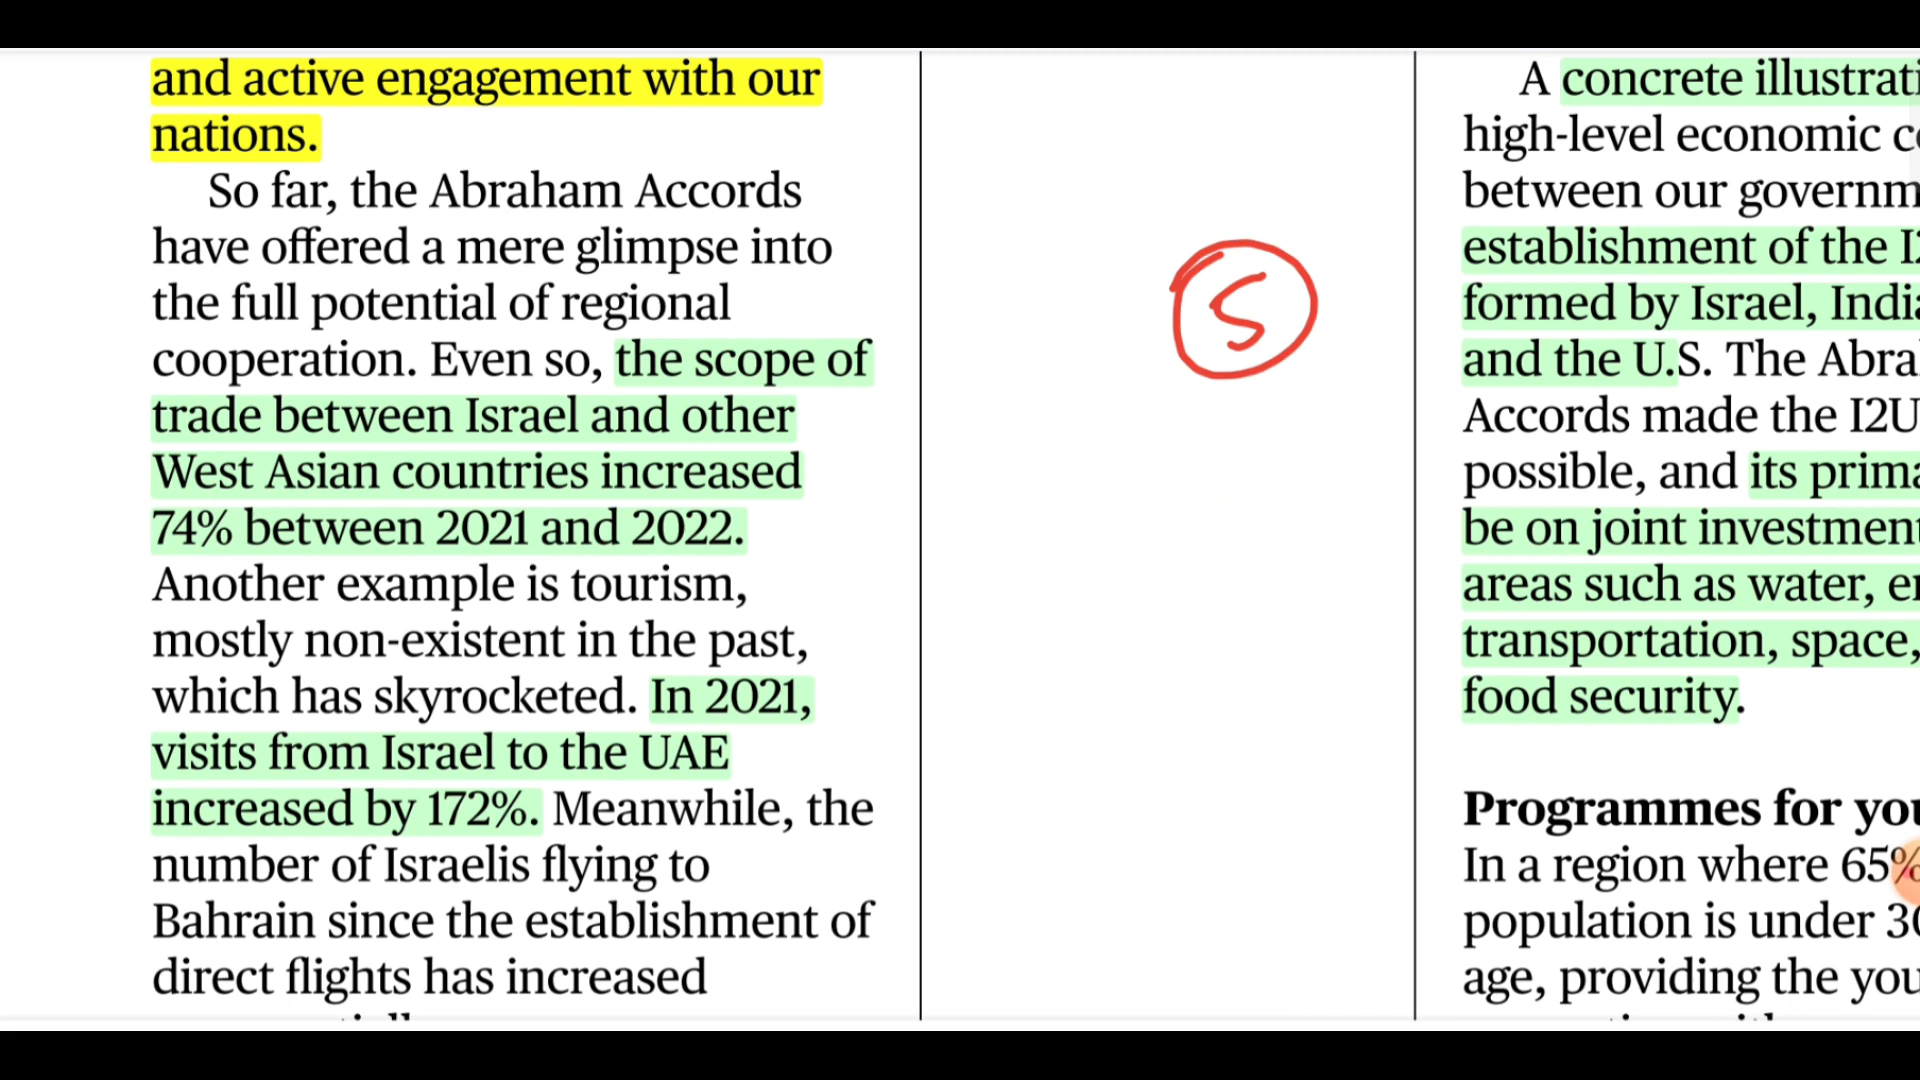 and active engagement with our
nations.
So far, the Abraham Accords
have offered a mere glimpse into
the full potential of regional
cooperation. Even so, the scope of
trade between Israel and other
West Asian countries increased
74% between 2021 and 2022.
Another example is tourism,
mostly non-existent in the past,
which has skyrocketed. In 2021,
visits from Israel to the UAE
increased by 172%. Meanwhile, the
number of Israelis flying to
Bahrain since the establishment of
direct flights has increased
S
A concrete illustrati
high-level economic c
between our governm
establishment of the I2
formed by Israel, India
and the U.S. The Abra
Accords made the I2U
possible, and its prima
be on joint investment
areas such as water, en
transportation, space,
food security.
Programmes for you
In a region where 65%
population is under 30
age, providing the you